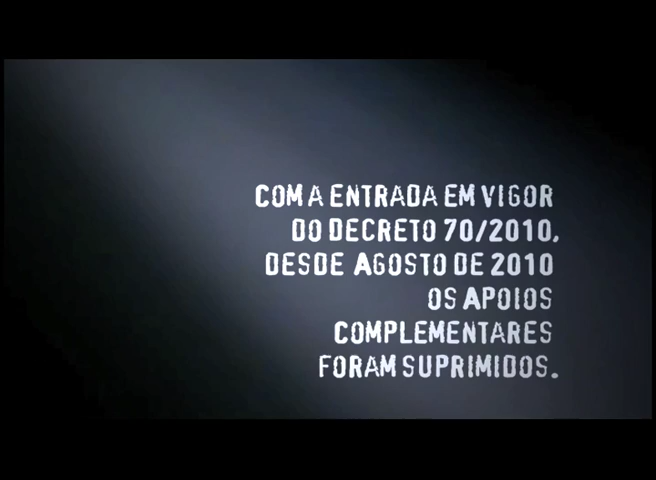 COM A ENTRADA EM VIGOR
DO DECRETO 70/2010,
DESDE AGOSTO DE 2010
OS APOIOS
COMPLEMENTARES
FORAM SUPRIMIDOS.